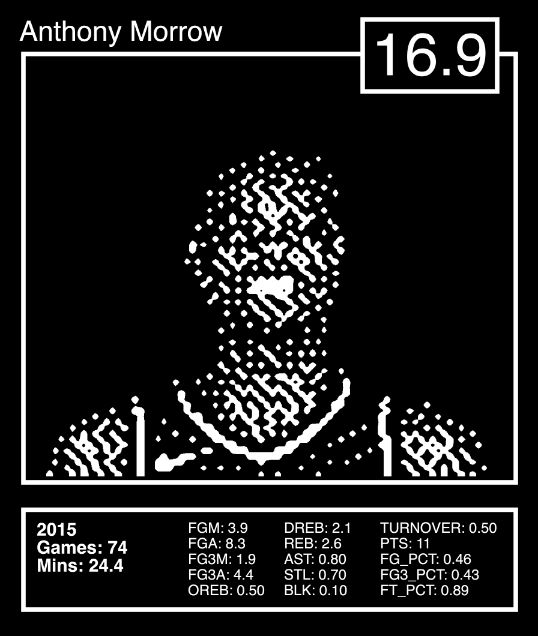 Anthony Morrow
16.9
2015
Games: 74
Mins: 24.4
FGM: 3.9
FGA: 8.3
FG3M: 1.9
FG3A: 4.4
OREB: 0.50
DREB: 2.1
REB: 2.6
AST: 0.80
STL: 0.70
BLK: 0.10
TURNOVER: 0.50
PTS: 11
FG_PCT: 0.46
FG3_PCT: 0.43
FT_PCT: 0.89